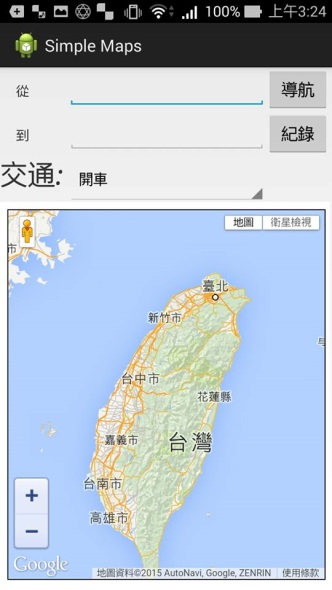 100% 上午3:24
Simple Maps
從
導航
到
紀錄
交通:
開車
地圖 衛星檢視
市
臺北
新竹市
台中市
花蓮縣
嘉義市
台灣
台南市
高雄市
+
−
Google
地圖資料©2015 AutoNavi, Google, ZENRIN 使用條款